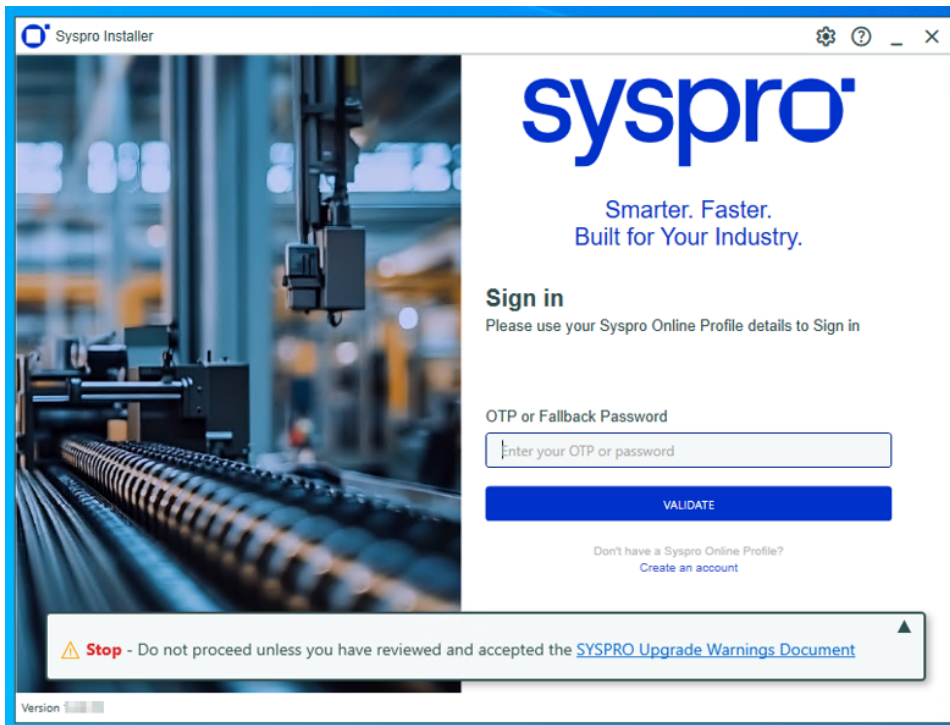 Syspro Installer
syspro
Smarter. Faster.
Built for Your Industry.
Sign in
Please use your Syspro Online Profile details to Sign in
OTP or Fallback Password
Enter your OTP or password
VALIDATE
Don't have a Syspro Online Profile?
Create an account
Stop - Do not proceed unless you have reviewed and accepted the SYSPRO Upgrade Warnings Document
Version